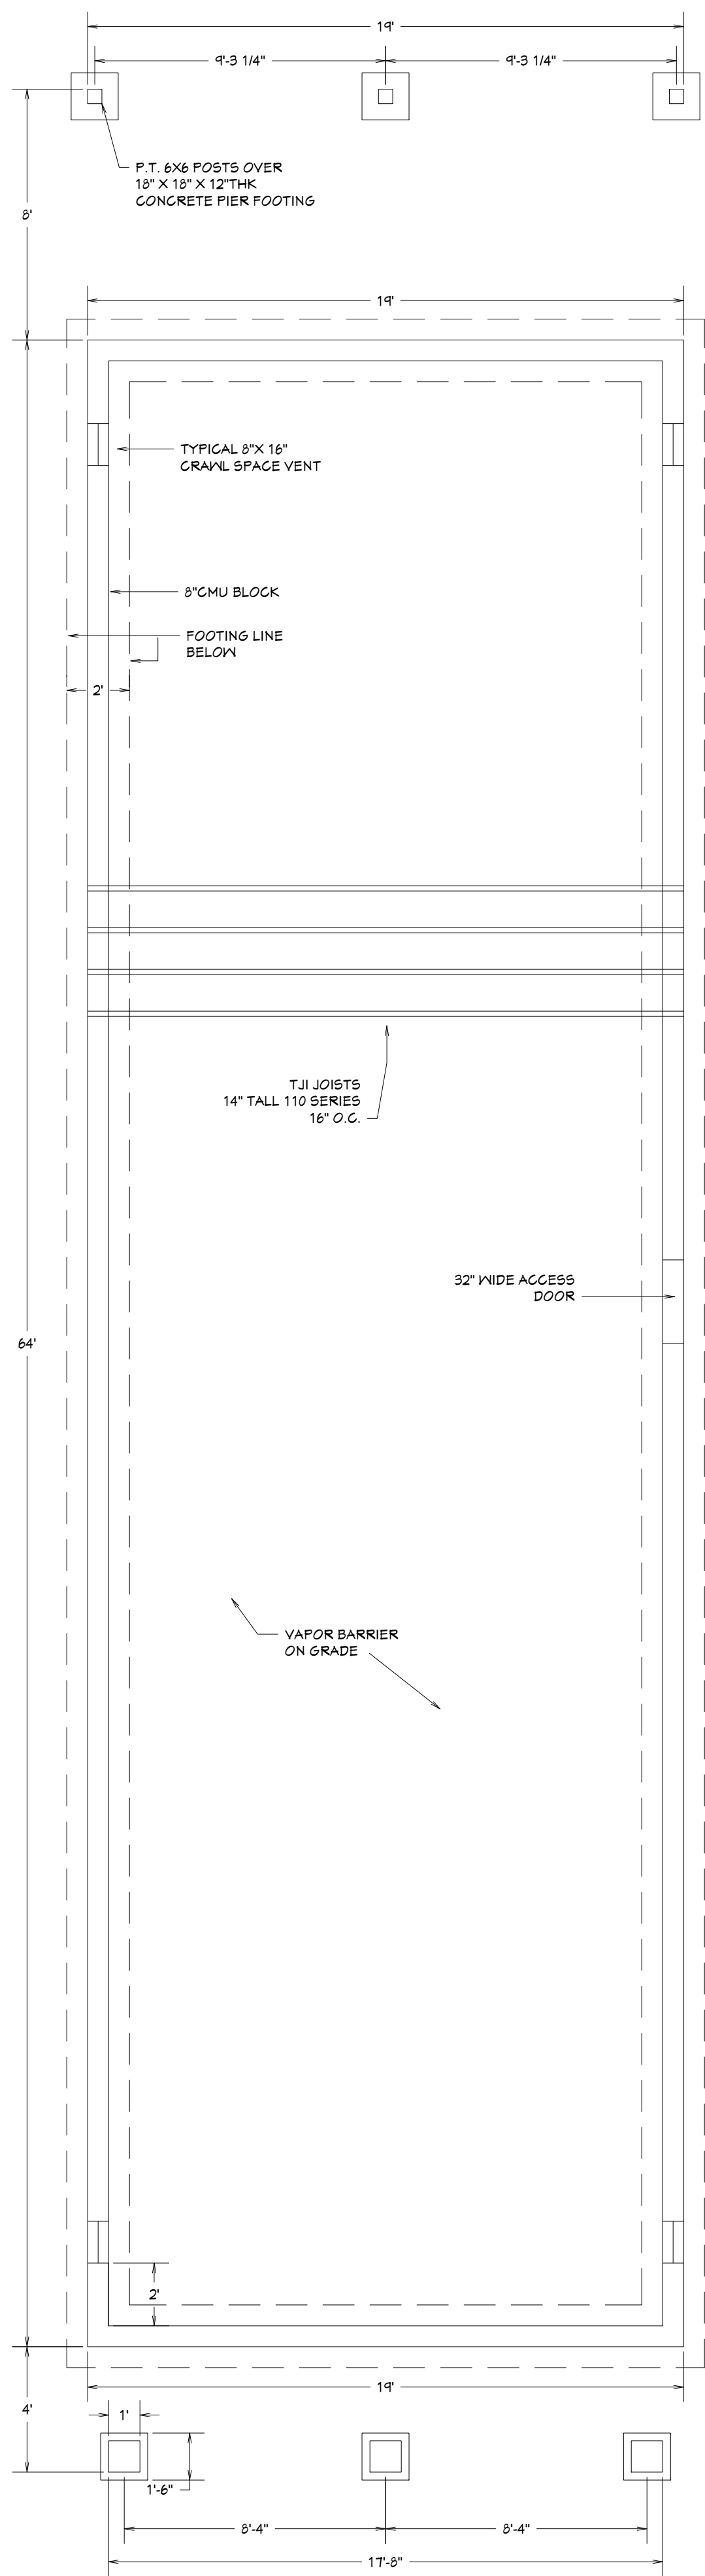 19'
9'-3 1/4" 9'-3 1/4"
P.T. 6X6 POSTS OVER
18" X 18" X 12"THK
CONCRETE PIER FOOTING
8'
19'
TYPICAL 8"X 16"
CRAWL SPACE VENT
8"CMU BLOCK
FOOTING LINE
BELOW
2'
TJI JOISTS
14" TALL 110 SERIES
16" O.C.
32" WIDE ACCESS
DOOR
64'
VAPOR BARRIER
ON GRADE
2'
19'
4'
1'
1'-6"
8'-4" 8'-4"
17'-8"